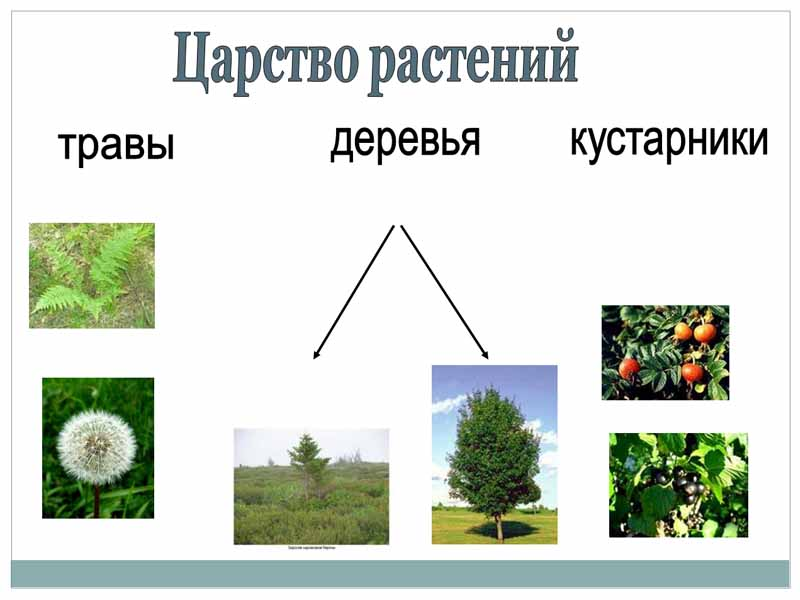 Царство растений
травы
деревья
кустарники